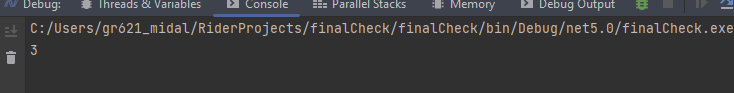 Debug: Threads & Variables Console Parallel Stacks Memory Debug Output
C:/Users/gr621_midal/RiderProjects/finalCheck/finalCheck/bin/Debug/net5.0/finalCheck.exe
3